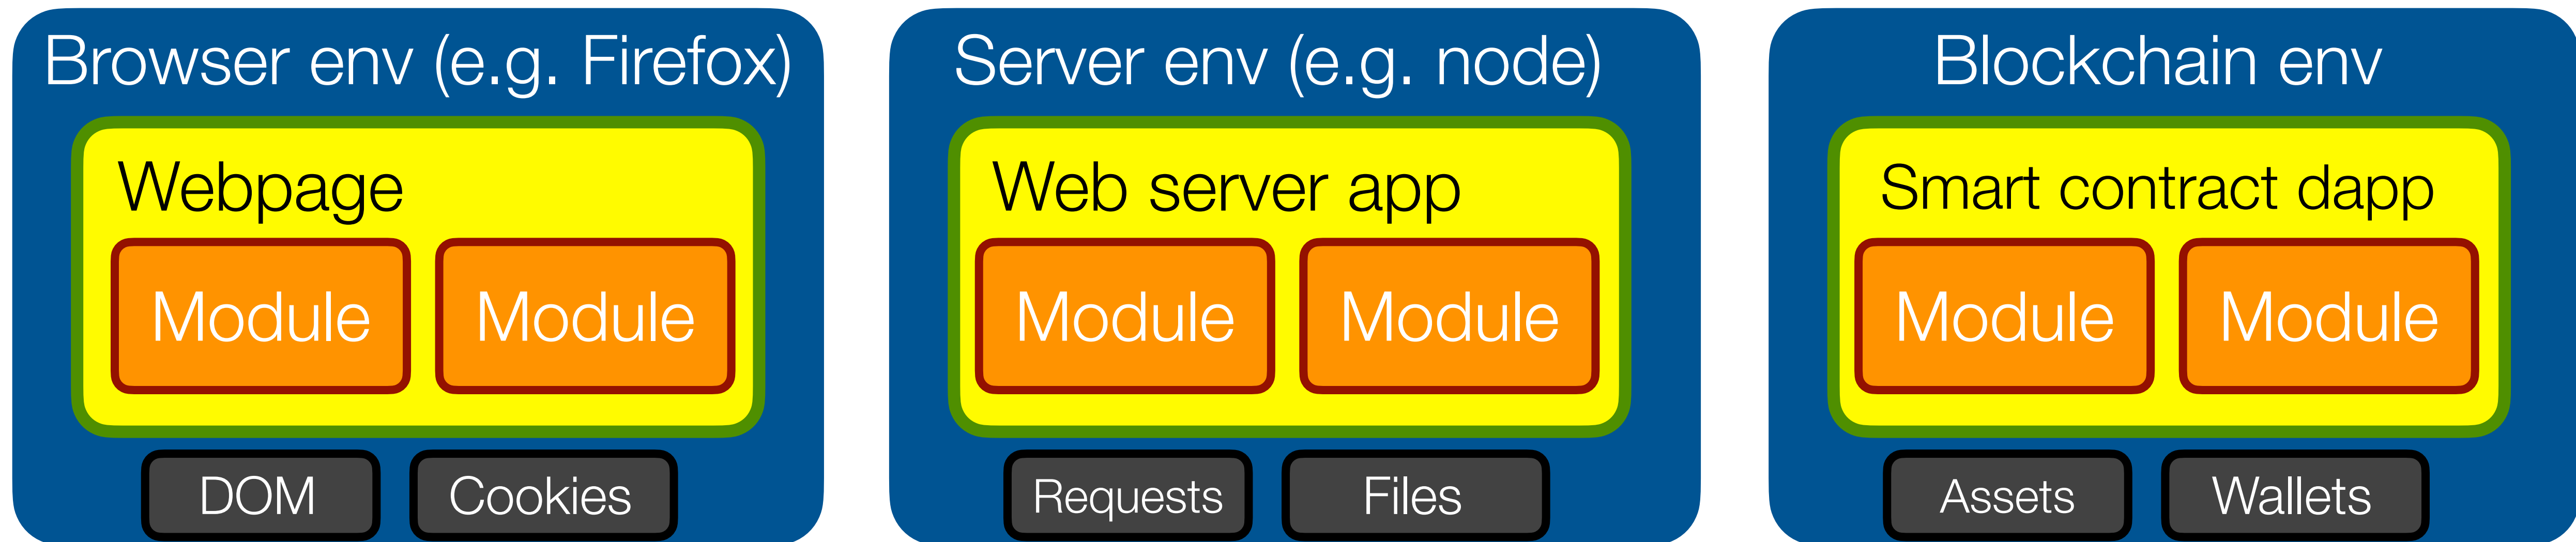 Browser env (e.g. Firefox)
Webpage
Module
Module
DOM
Cookies
Server env (e.g. node)
Web server app
Module
Module
Requests
Files
Blockchain env
Smart contract dapp
Module
Module
Assets
Wallets